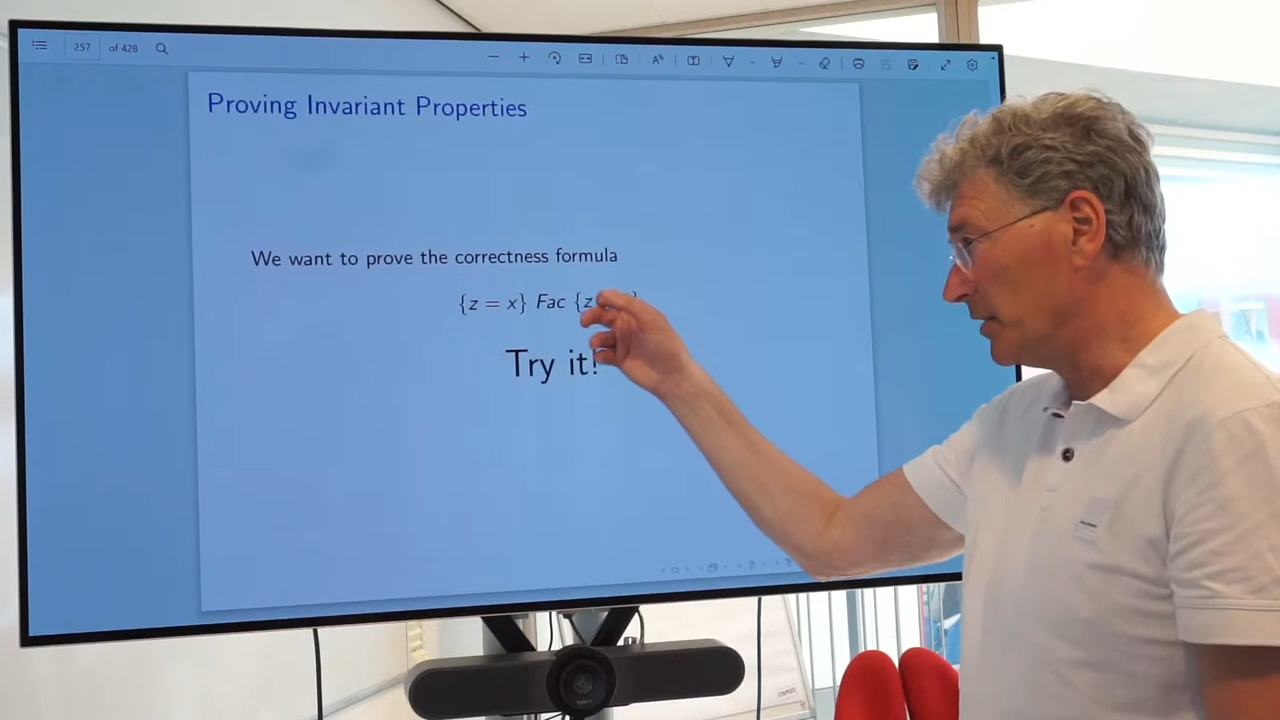 257 of 428
Proving Invariant Properties
We want to prove the correctness formula
{z = x} Fac {z }
Try it!